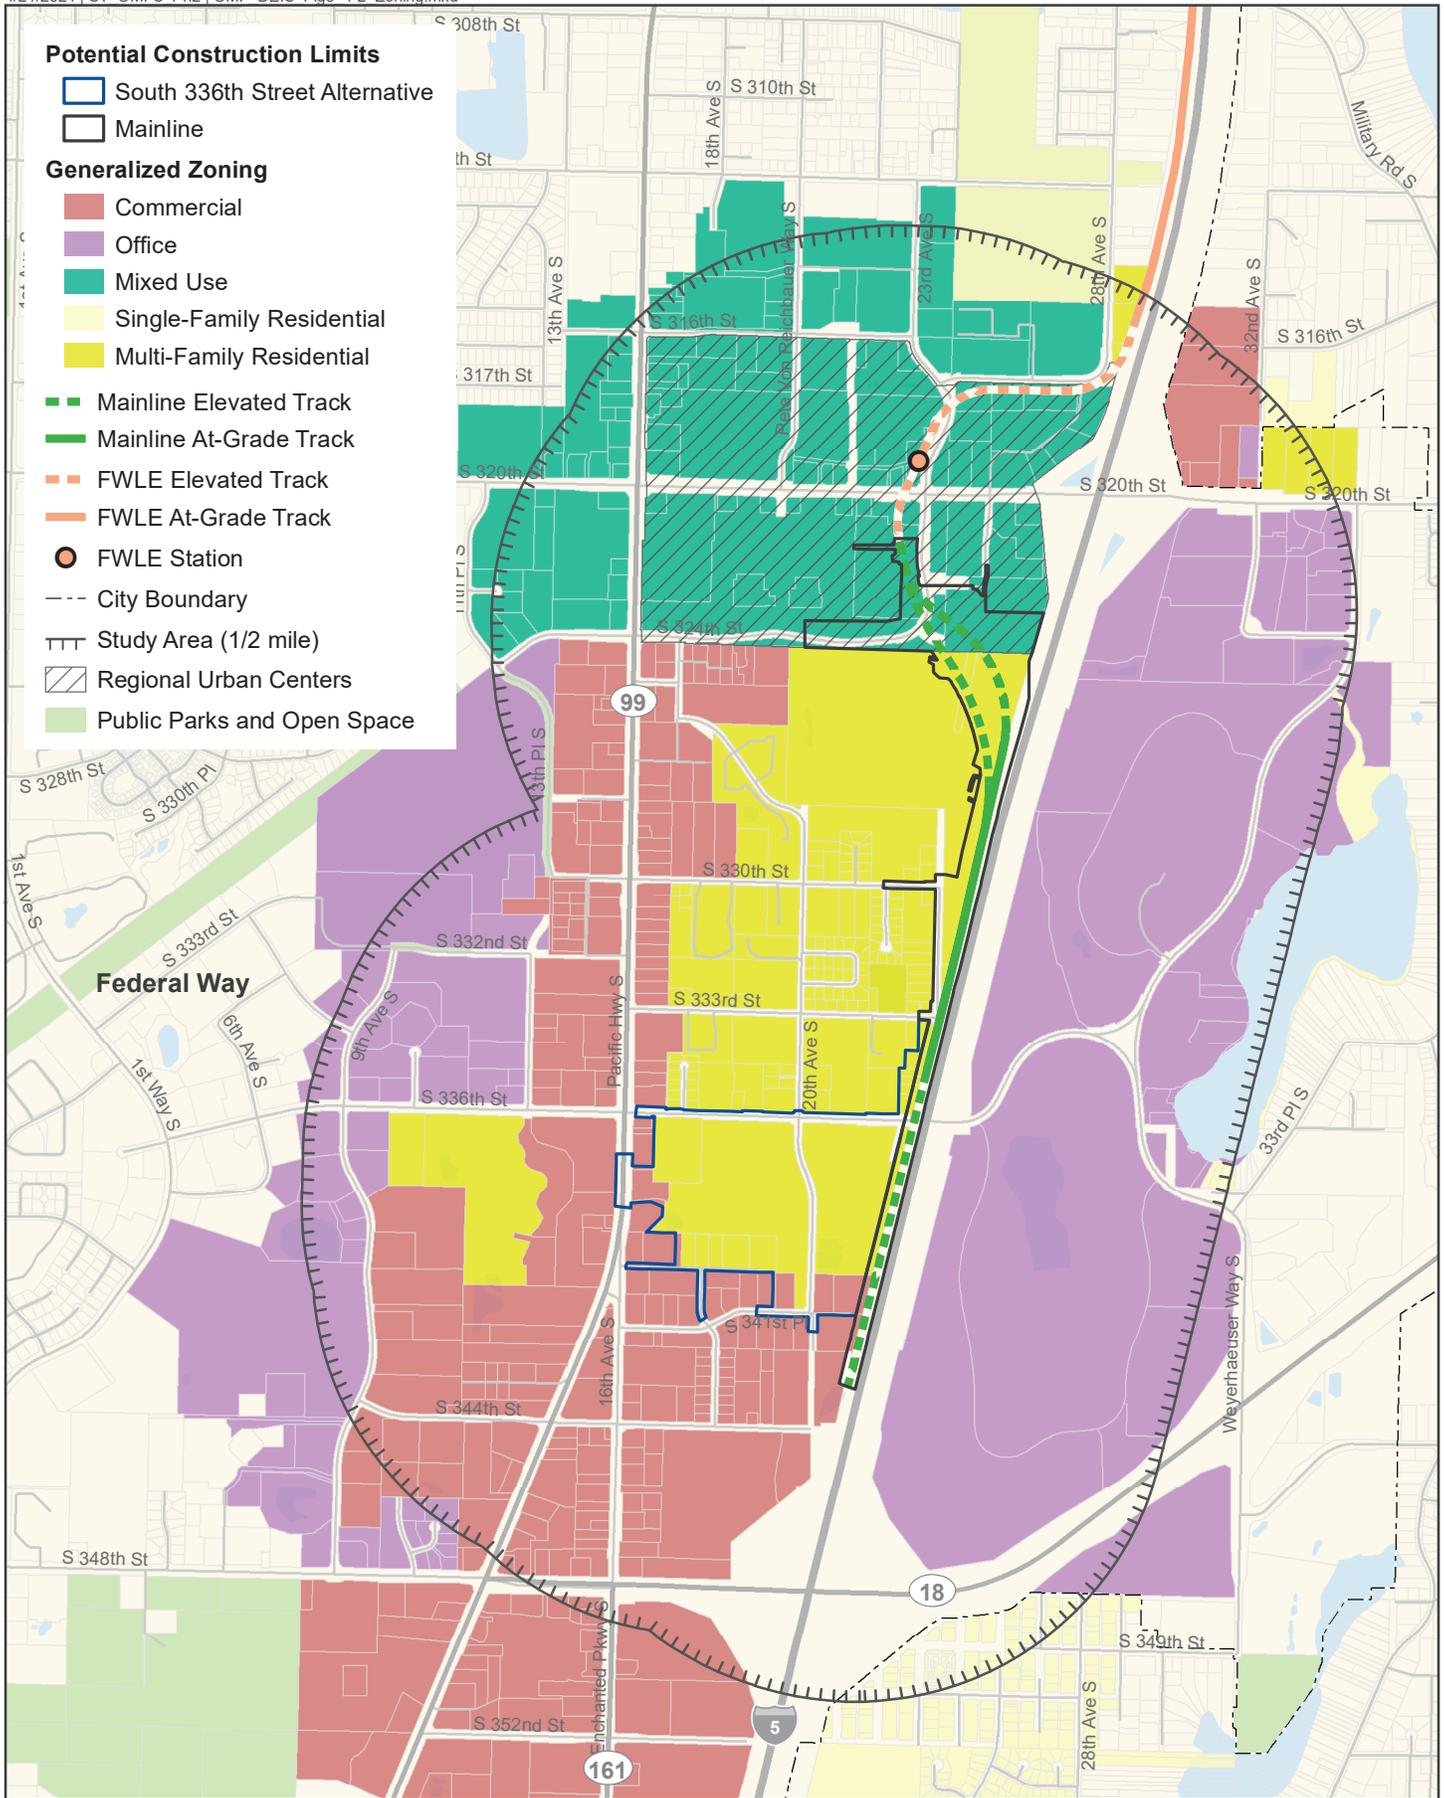 S 308th St
Potential Construction Limits
South 336th Street Alternative
Mainline
Generalized Zoning
Commercial
Office
Mixed Use
Single-Family Residential
Multi-Family Residential
Mainline Elevated Track
Mainline At-Grade Track
FWLE Elevated Track
FWLE At-Grade Track
FWLE Station
City Boundary
Study Area (1/2 mile)
Regional Urban Centers
Public Parks and Open Space
S 310th St
18th Ave S
th St
Military Rd S
Pete Von Reichbauer Way S
23rd Ave S
28th Ave S
13th Ave S
32nd Ave S
S 316th St
S 316th St
317th St
S 320th St
S 320th St
S 320th St
11th Pl S
S 324th St
99
13th Pl S
S 328th St
S 330th Pl
1st Ave S
S 330th St
S 333rd St
S 332nd St
Federal Way
S 333rd St
Pacific Hwy S
9th Ave S
6th Ave S
1st Way S
20th Ave S
S 336th St
33rd Pl S
S 341st P
16th Ave S
Weyerhaeuser Way S
S 344th St
S 348th St
18
S 349th St
Enchanted Pkwy S
28th Ave S
S 352nd St
5
161